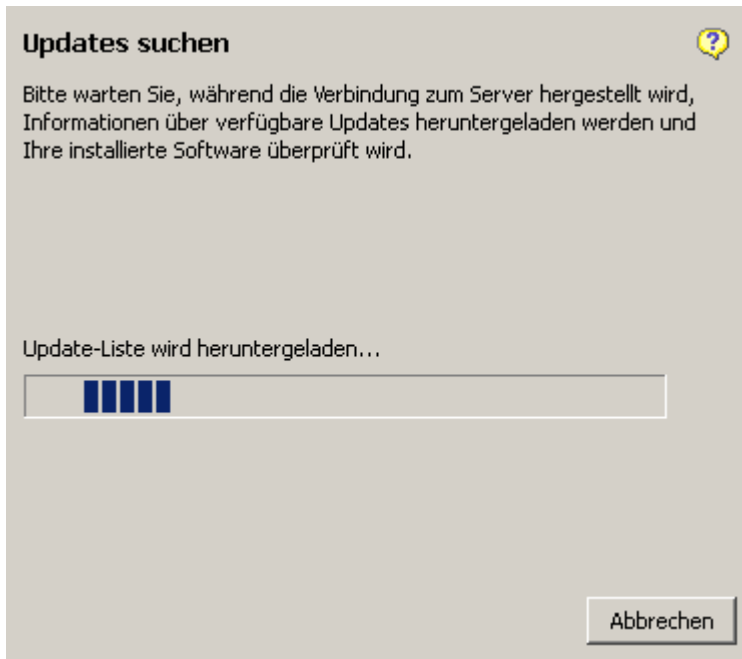 Updates suchen
?
Bitte warten Sie, während die Verbindung zum Server hergestellt wird,
Informationen über verfügbare Updates heruntergeladen werden und
Ihre installierte Software überprüft wird.
Update-Liste wird heruntergeladen...
Abbrechen